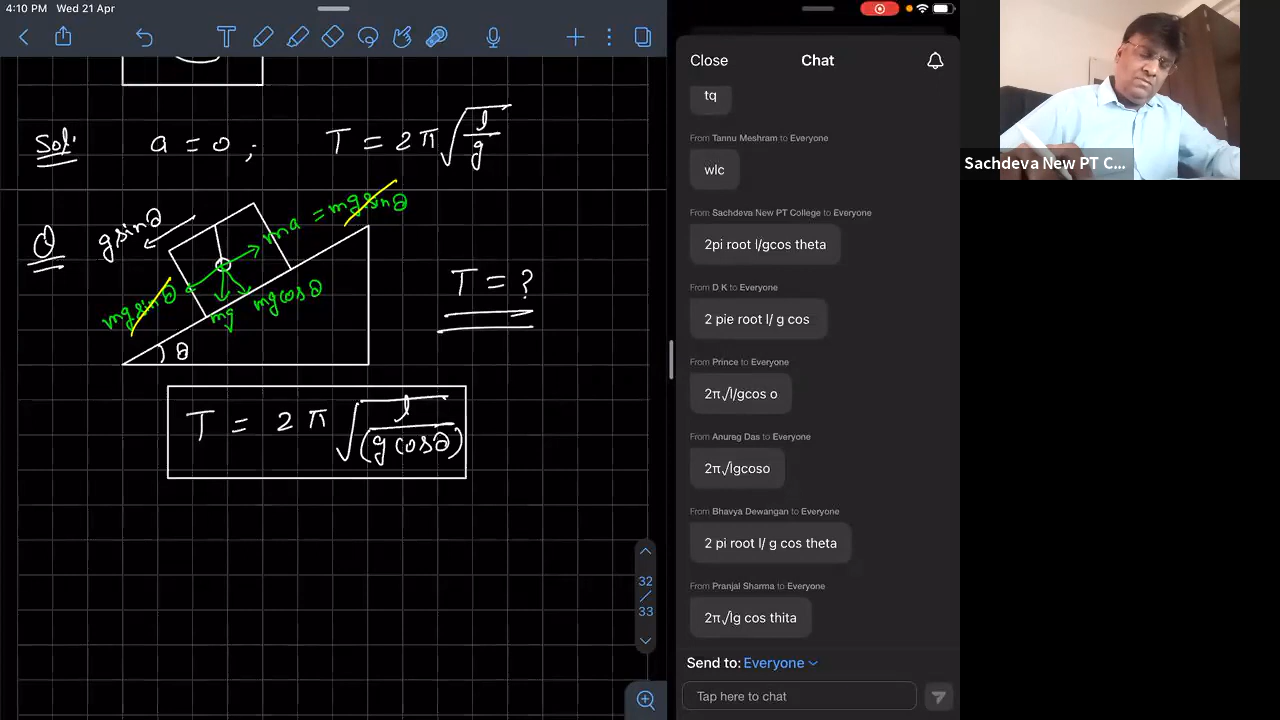 4:10 PM Wed 21 Apr
Sol:
a = 0 ;
T = 2 π √(l/g)
Q
g sinθ
ma = mg sinθ
mg sinθ
mg
mg cosθ
θ
T = ?
T = 2 π √(l/(g cosθ))
32
/
33
Close
Chat
tq
From Tannu Meshram to Everyone
wlc
From Sachdeva New PT College to Everyone
2pi root l/gcos theta
From D K to Everyone
2 pie root l/ g cos
From Prince to Everyone
2π√l/gcos o
From Anurag Das to Everyone
2π√lgcoso
From Bhavya Dewangan to Everyone
2 pi root l/ g cos theta
From Pranjal Sharma to Everyone
2π√lg cos thita
Send to: Everyone
Tap here to chat
Sachdeva New PT C...